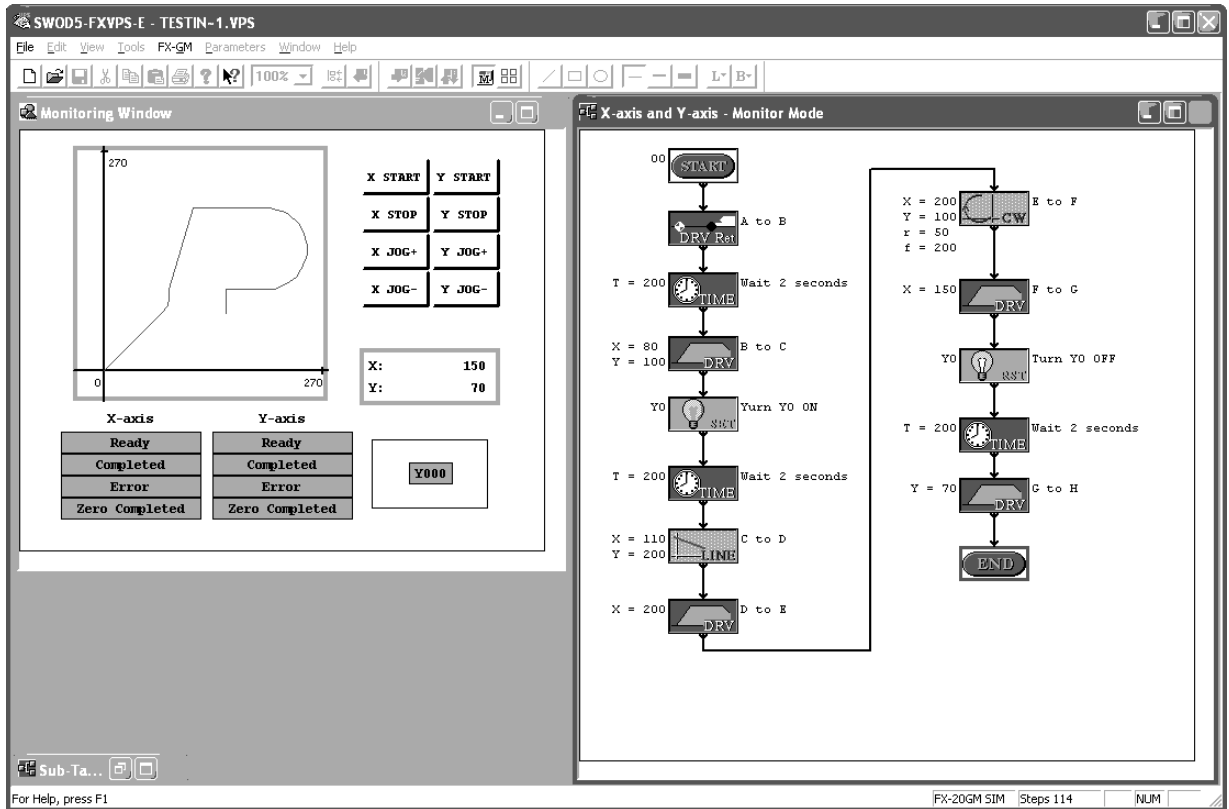 SWOD5-FXVPS-E - TESTIN~1.VPS
File Edit View Tools FX-GM Parameters Window Help
100%
L B
Monitoring Window
270
0
270
X START Y START
X STOP Y STOP
X JOG+ Y JOG+
X JOG- Y JOG-
X: 150
Y: 70
X-axis Y-axis
Ready Ready
Completed Completed
Error Error
Zero Completed Zero Completed
Y000
Sub-Ta...
X-axis and Y-axis - Monitor Mode
00 START
DRV Ret A to B
T = 200 TIME Wait 2 seconds
X = 80
Y = 100 DRV B to C
Y0 SET Yurn Y0 ON
T = 200 TIME Wait 2 seconds
X = 110
Y = 200 LINE C to D
X = 200 DRV D to E
X = 200
Y = 100
r = 50
f = 200
CW E to F
X = 150 DRV F to G
Y0 RST Turn Y0 OFF
T = 200 TIME Wait 2 seconds
Y = 70 DRV G to H
END
For Help, press F1
FX-20GM SIM Steps 114 NUM